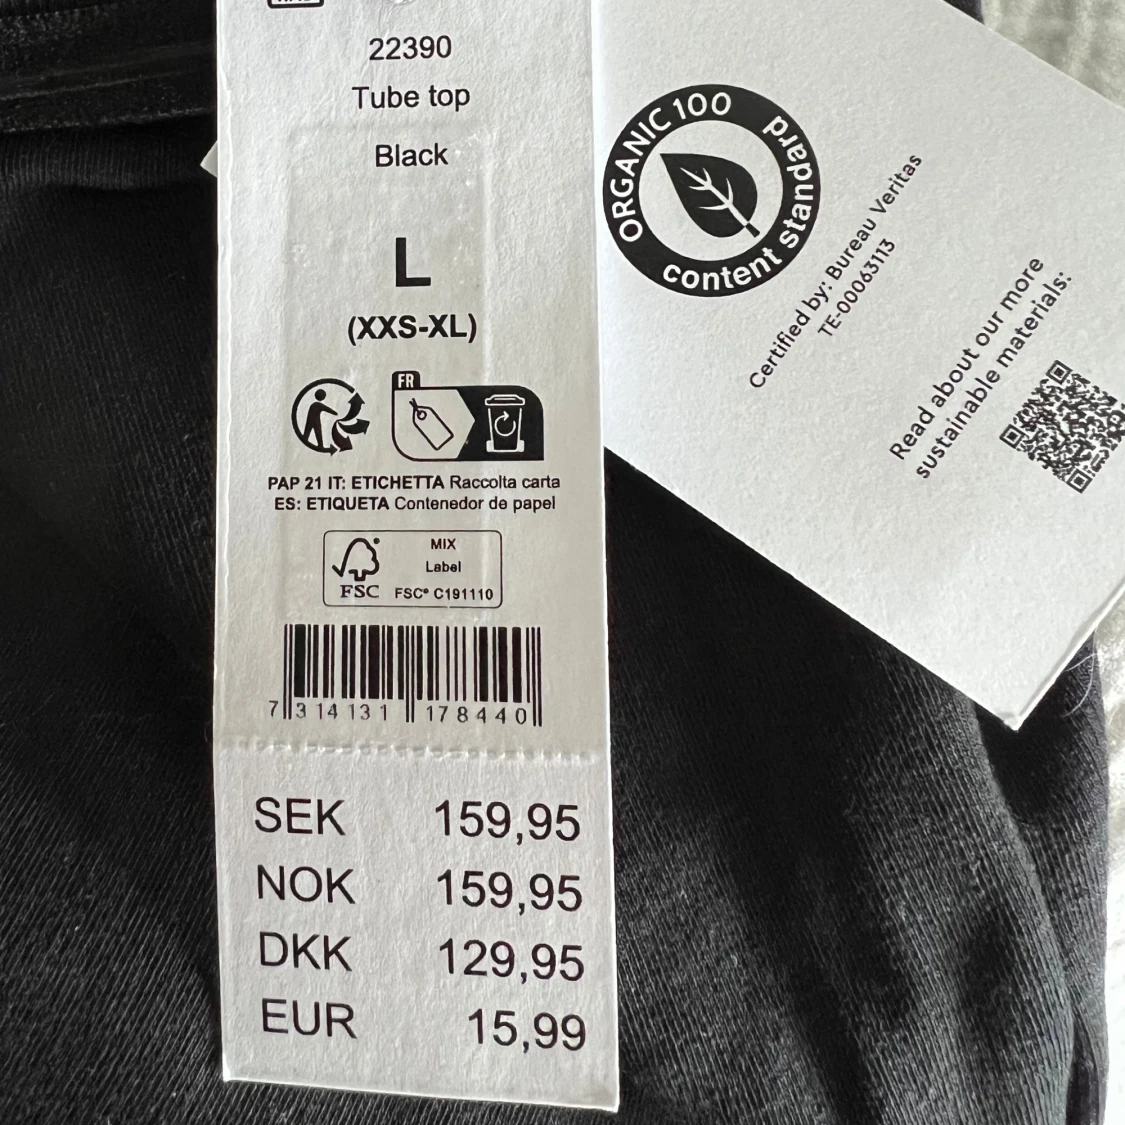 22390
Tube top
Black
L
(XXS-XL)
FR
PAP 21 IT: ETICHETTA Raccolta carta
ES: ETIQUETA Contenedor de papel
MIX
Label
FSC
FSC® C191110
7 314131 178440
SEK 159,95
NOK 159,95
DKK 129,95
EUR 15,99
ORGANIC 100
content standard
Certified by: Bureau Veritas
TE-00063113
Read about our more
sustainable materials: